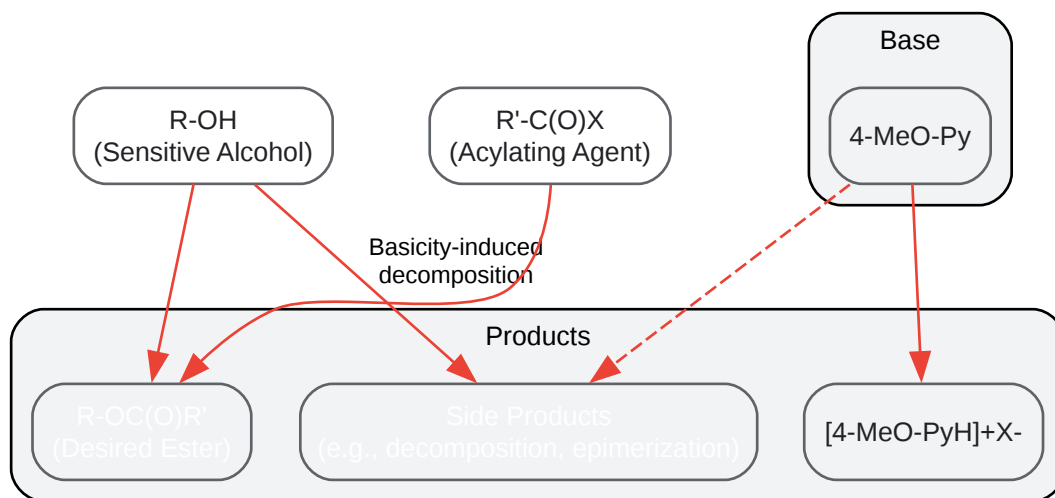 Base
R-OH
(Sensitive Alcohol)
R'-C(O)X
(Acylating Agent)
4-MeO-Py
Basicity-induced
decomposition
Products
R-OC(O)R'
(Desired Ester)
Side Products
(e.g., decomposition, epimerization)
[4-MeO-PyH]+X-